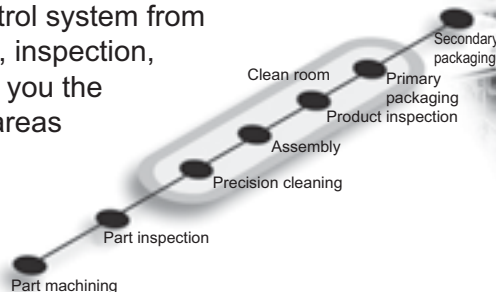 trol system from
, inspection,
you the
areas
Secondary
packaging
Clean room
Primary
packaging
Product inspection
Assembly
Precision cleaning
Part inspection
Part machining